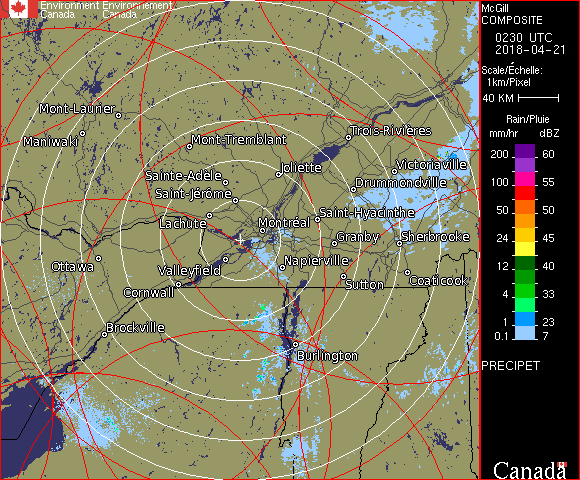 Environment Environnement
Canada Canada
McGill
COMPOSITE
0230 UTC
2018-04-21
Scale/Échelle:
1km/Pixel
40 KM
Rain/Pluie
mm/hr dBZ
200 60
100 55
50 50
24 45
12 40
4 33
1 23
0.1 7
PRECIPET
Canada
Mont-Laurier
Maniwaki
Mont-Tremblant
Trois-Rivières
Sainte-Adèle
Joliette
Victoriaville
Saint-Jérôme
Drummondville
Lachute
Montréal
Saint-Hyacinthe
Granby
Sherbrooke
Ottawa
Valleyfield
Napierville
Cornwall
Sutton
Coaticook
Brockville
Burlington